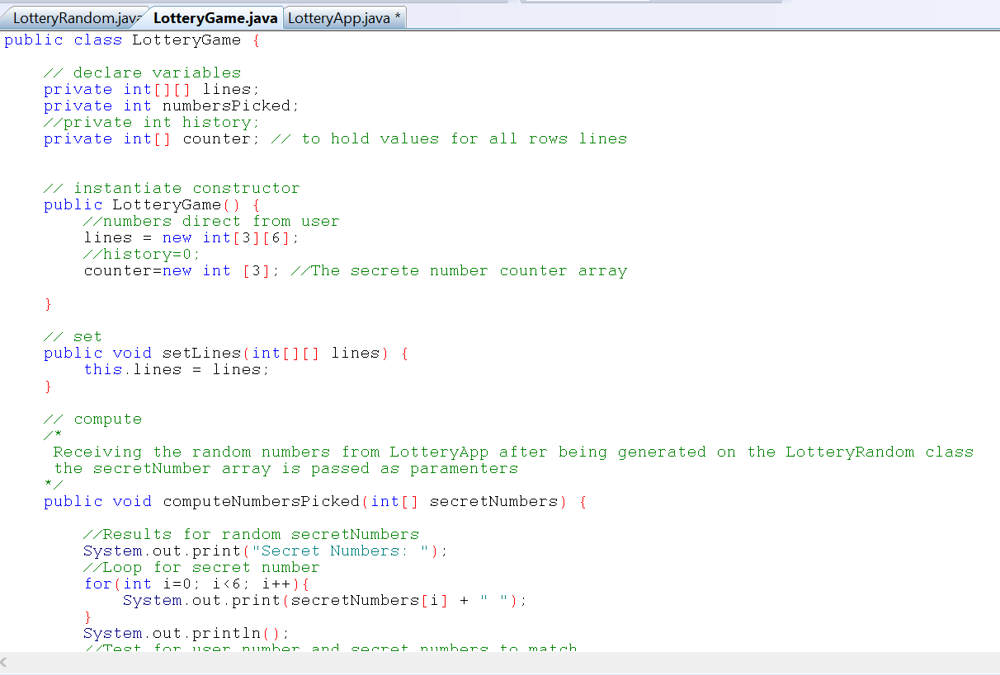 LotteryRandom.java LotteryGame.java LotteryApp.java *
public class LotteryGame {
// declare variables
private int[][] lines;
private int numbersPicked;
//private int history;
private int[] counter; // to hold values for all rows lines
// instantiate constructor
public LotteryGame() {
//numbers direct from user
lines = new int[3][6];
//history=0;
counter=new int [3]; //The secrete number counter array
}
// set
public void setLines(int[][] lines) {
this.lines = lines;
}
// compute
/*
Receiving the random numbers from LotteryApp after being generated on the LotteryRandom class
the secretNumber array is passed as paramenters
*/
public void computeNumbersPicked(int[] secretNumbers) {
//Results for random secretNumbers
System.out.print("Secret Numbers: ");
//Loop for secret number
for(int i=0; i<6; i++){
System.out.print(secretNumbers[i] + " ");
}
System.out.println();
//Test for user number and secret numbers to match